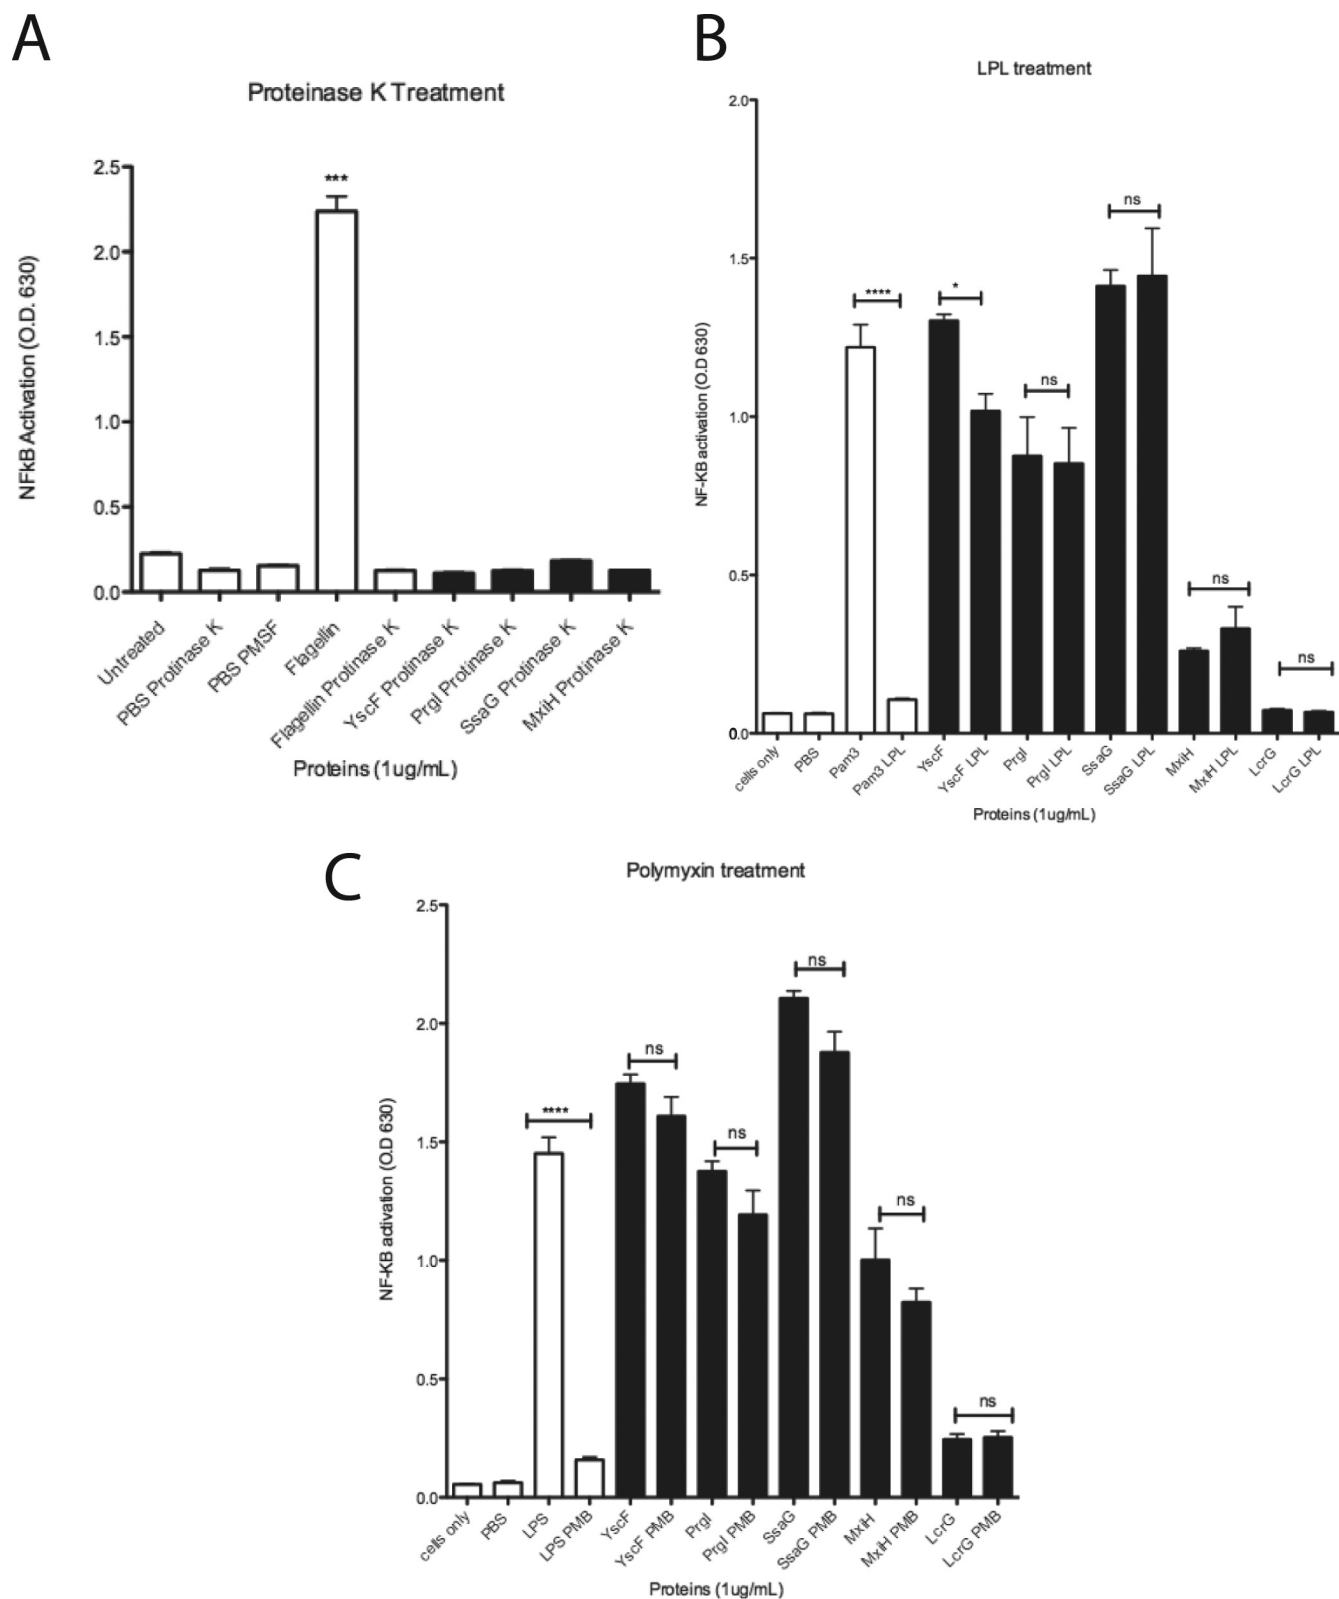 A
Proteinase K Treatment
NFkB Activation (O.D. 630)
2.5
2.0
1.5
1.0
0.5
0.0
***
Untreated
PBS Protinase K
PBS PMSF
Flagellin
Flagellin Protinase K
YscF Protinase K
PrgI Protinase K
SsaG Protinase K
MxiH Protinase K
Proteins (1ug/mL)
B
LPL treatment
NF-KB activation (O.D 630)
2.0
1.5
1.0
0.5
0.0
****
*
ns
ns
ns
ns
cells only
PBS
Pam3
Pam3 LPL
YscF
YscF LPL
PrgI
PrgI LPL
SsaG
SsaG LPL
MxiH
MxiH LPL
LcrG
LcrG LPL
Proteins (1ug/mL)
C
Polymyxin treatment
NF-KB activation (O.D 630)
2.5
2.0
1.5
1.0
0.5
0.0
****
ns
ns
ns
ns
ns
cells only
PBS
LPS
LPS PMB
YscF
YscF PMB
PrgI
PrgI PMB
SsaG
SsaG PMB
MxiH
MxiH PMB
LcrG
LcrG PMB
Proteins (1ug/mL)